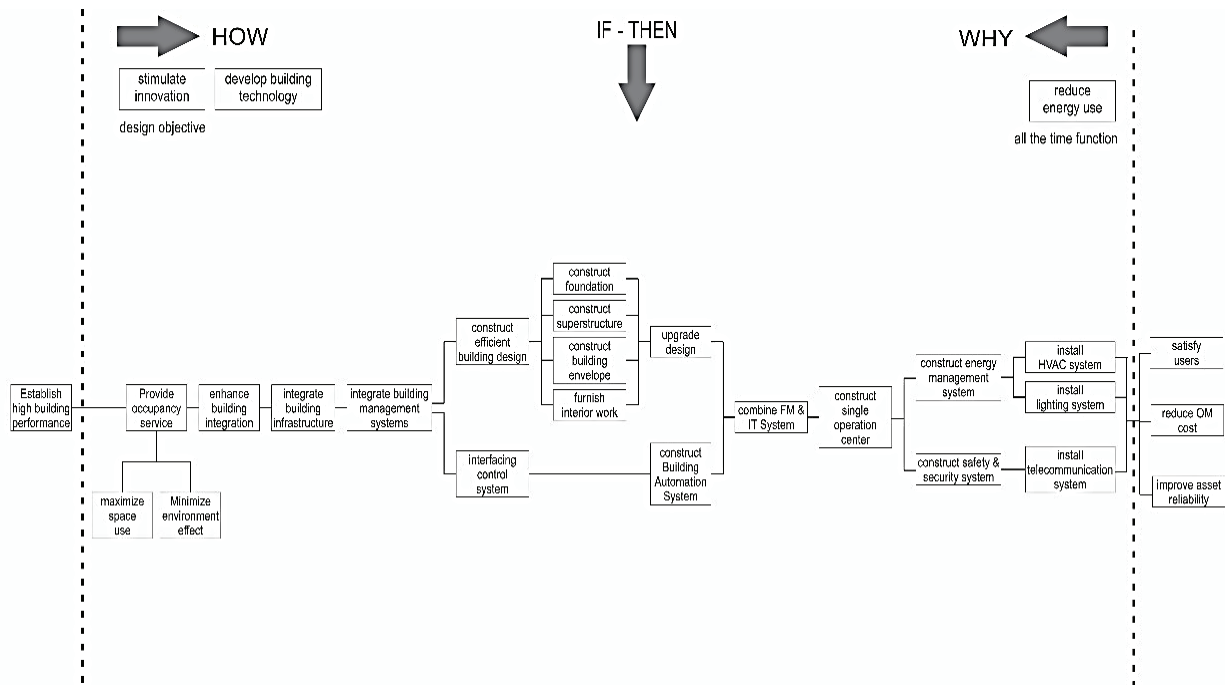 HOW
IF - THEN
WHY
stimulate
innovation
develop building
technology
design objective
reduce
energy use
all the time function
Establish
high building
performance
Provide
occupancy
service
maximize
space
use
Minimize
environment
effect
enhance
building
integration
integrate
building
infrastructure
integrate building
management
systems
construct
efficient
building design
interfacing
control
system
construct
foundation
construct
superstructure
construct
building
envelope
furnish
interior work
upgrade
design
construct
Building
Automation
System
combine FM &
IT System
construct
single
operation
center
construct energy
management
system
construct safety &
security system
install
HVAC system
install
lighting system
install
telecommunication
system
satisfy
users
reduce OM
cost
improve asset
reliability